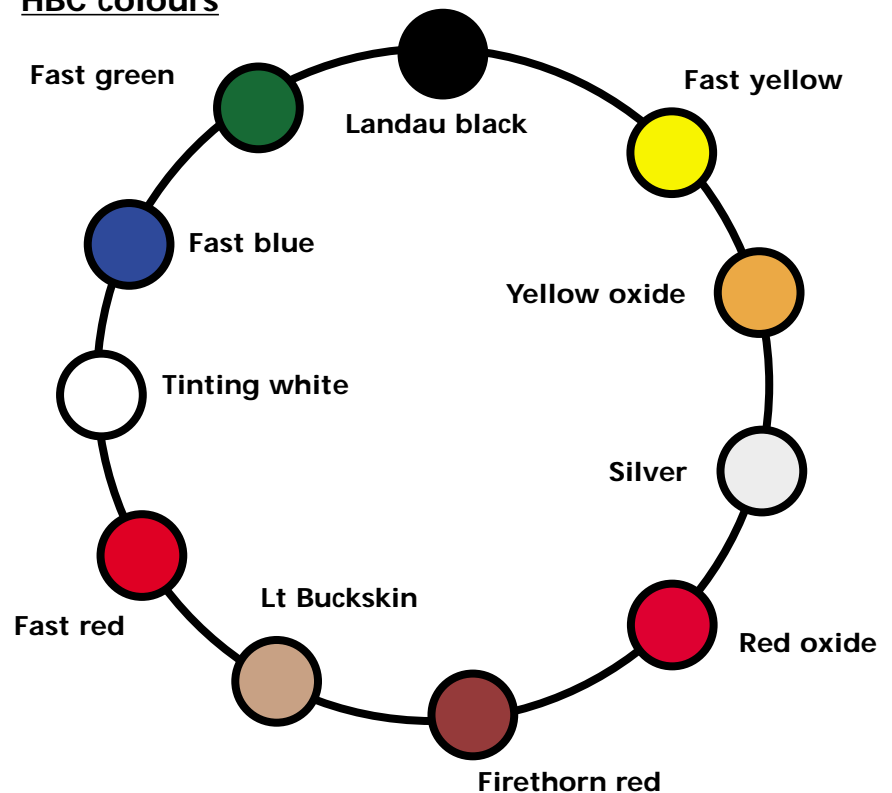 HBC colours
Fast green
Fast yellow
Landau black
Fast blue
Yellow oxide
Tinting white
Silver
Lt Buckskin
Fast red
Red oxide
Firethorn red